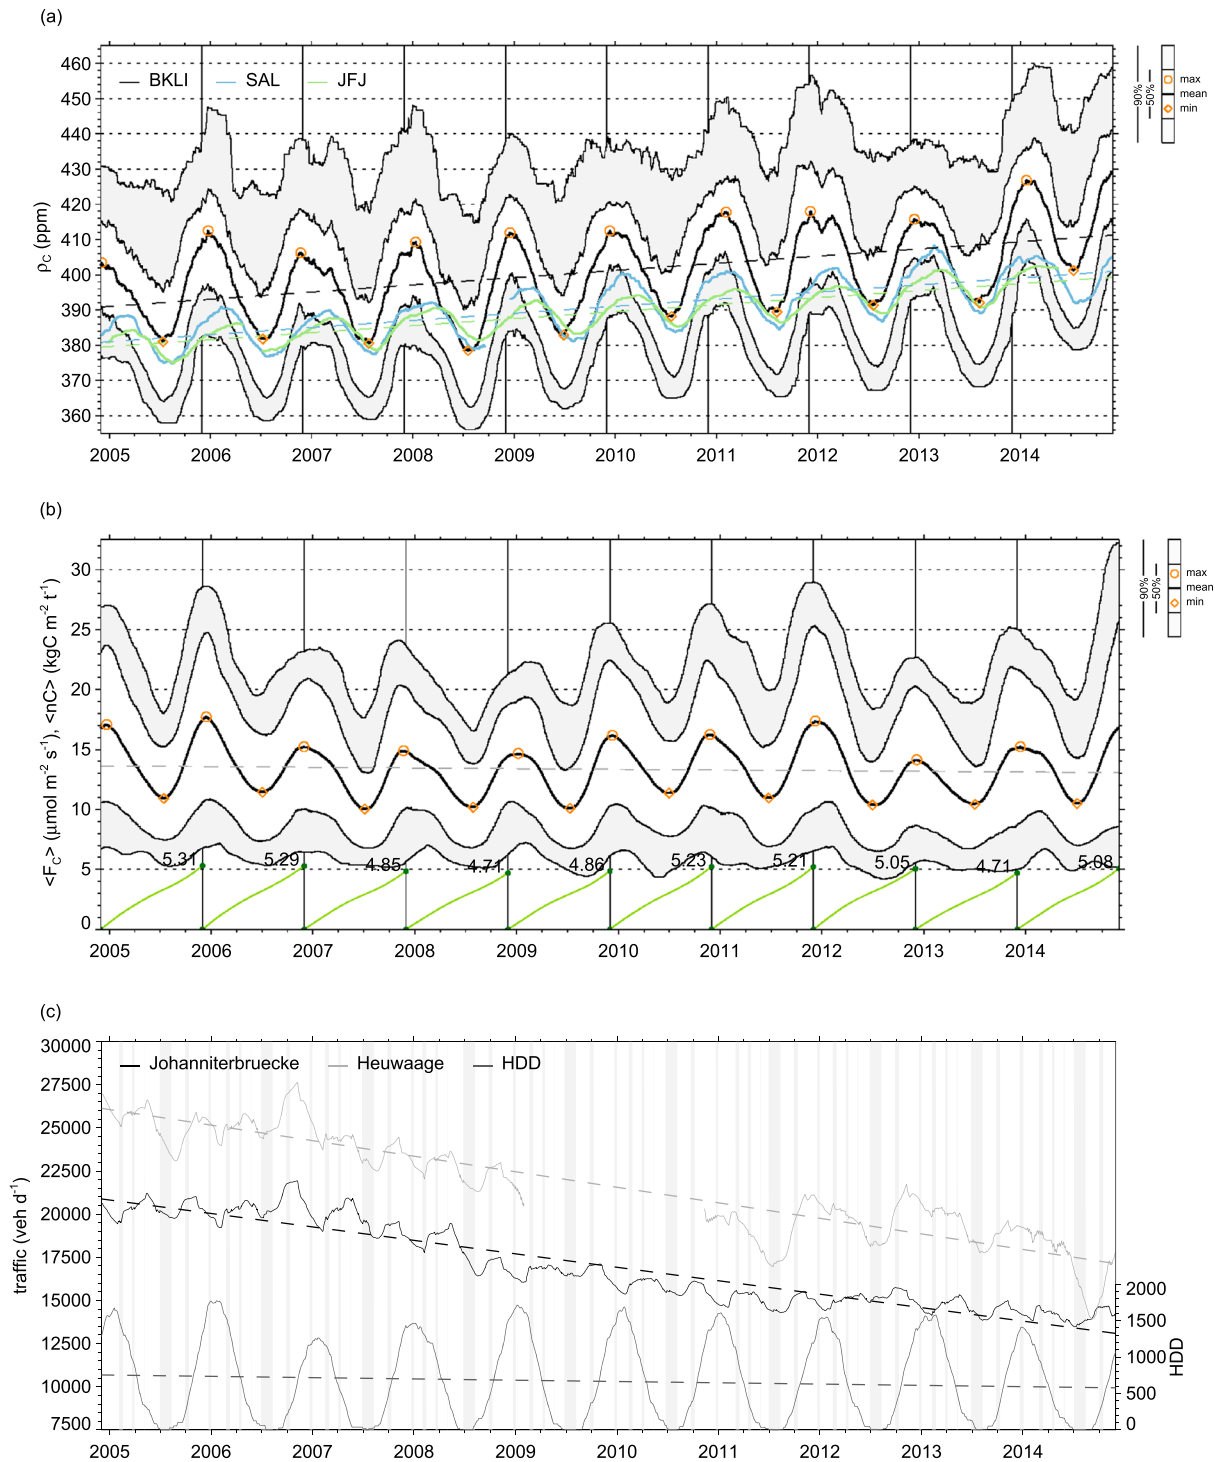 (a)
460
450
440
430
420
410
400
390
380
370
360
ρC (ppm)
BKLI SAL JFJ
90%
50%
max
mean
min
2005 2006 2007 2008 2009 2010 2011 2012 2013 2014
(b)
30
25
20
15
10
5
0
<FC> (μmol m-2 s-1), <nC> (kgC m-2 t-1)
90%
50%
max
mean
min
5.31 5.29 4.85 4.71 4.86 5.23 5.21 5.05 4.71 5.08
2005 2006 2007 2008 2009 2010 2011 2012 2013 2014
(c)
30000
27500
25000
22500
20000
17500
15000
12500
10000
7500
traffic (veh d-1)
Johanniterbruecke Heuwaage HDD
2000
1500
1000
500
0
HDD
2005 2006 2007 2008 2009 2010 2011 2012 2013 2014